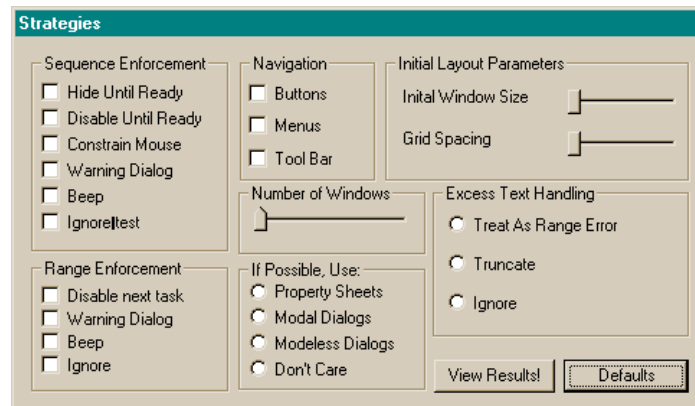 Strategies
Sequence Enforcement
Hide Until Ready
Disable Until Ready
Constrain Mouse
Warning Dialog
Beep
Ignoreltest
Navigation
Buttons
Menus
Tool Bar
Initial Layout Parameters
Inital Window Size
Grid Spacing
Number of Windows
Excess Text Handling
Treat As Range Error
Truncate
Ignore
Range Enforcement
Disable next task
Warning Dialog
Beep
Ignore
If Possible, Use:
Property Sheets
Modal Dialogs
Modeless Dialogs
Don't Care
View Results!
Defaults